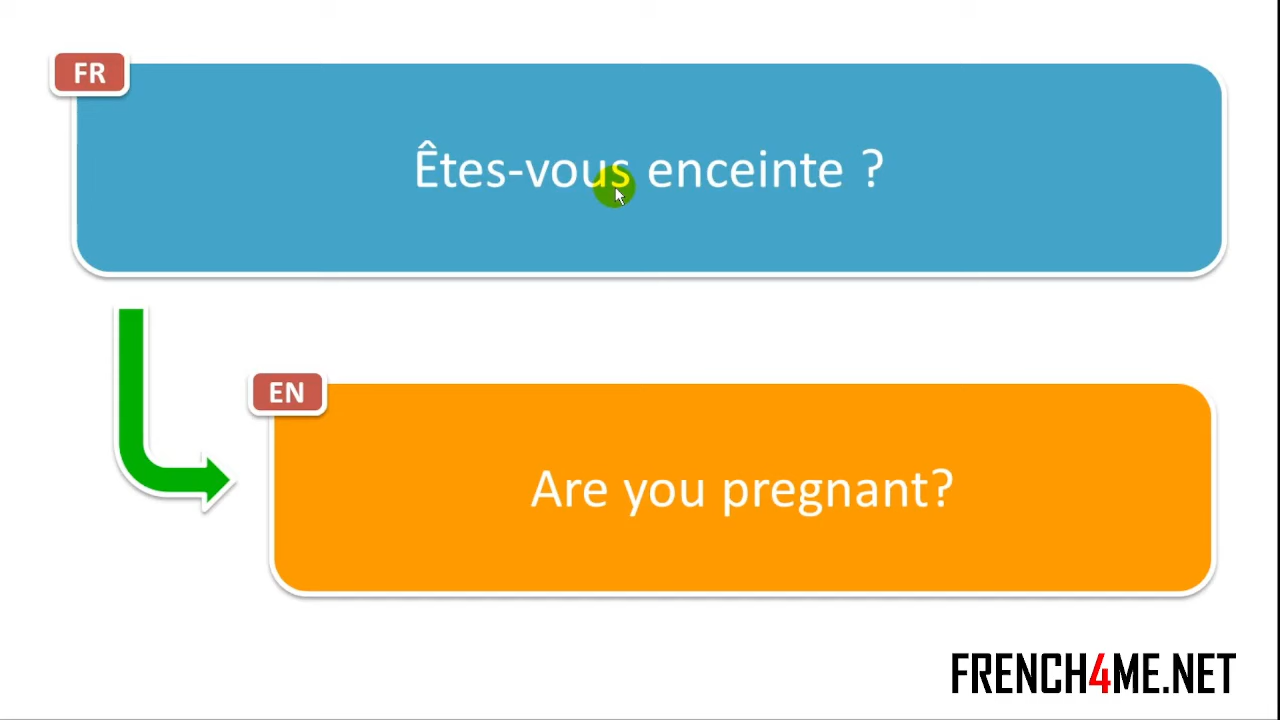 FR
Êtes-vous enceinte ?
EN
Are you pregnant?
FRENCH4ME.NET